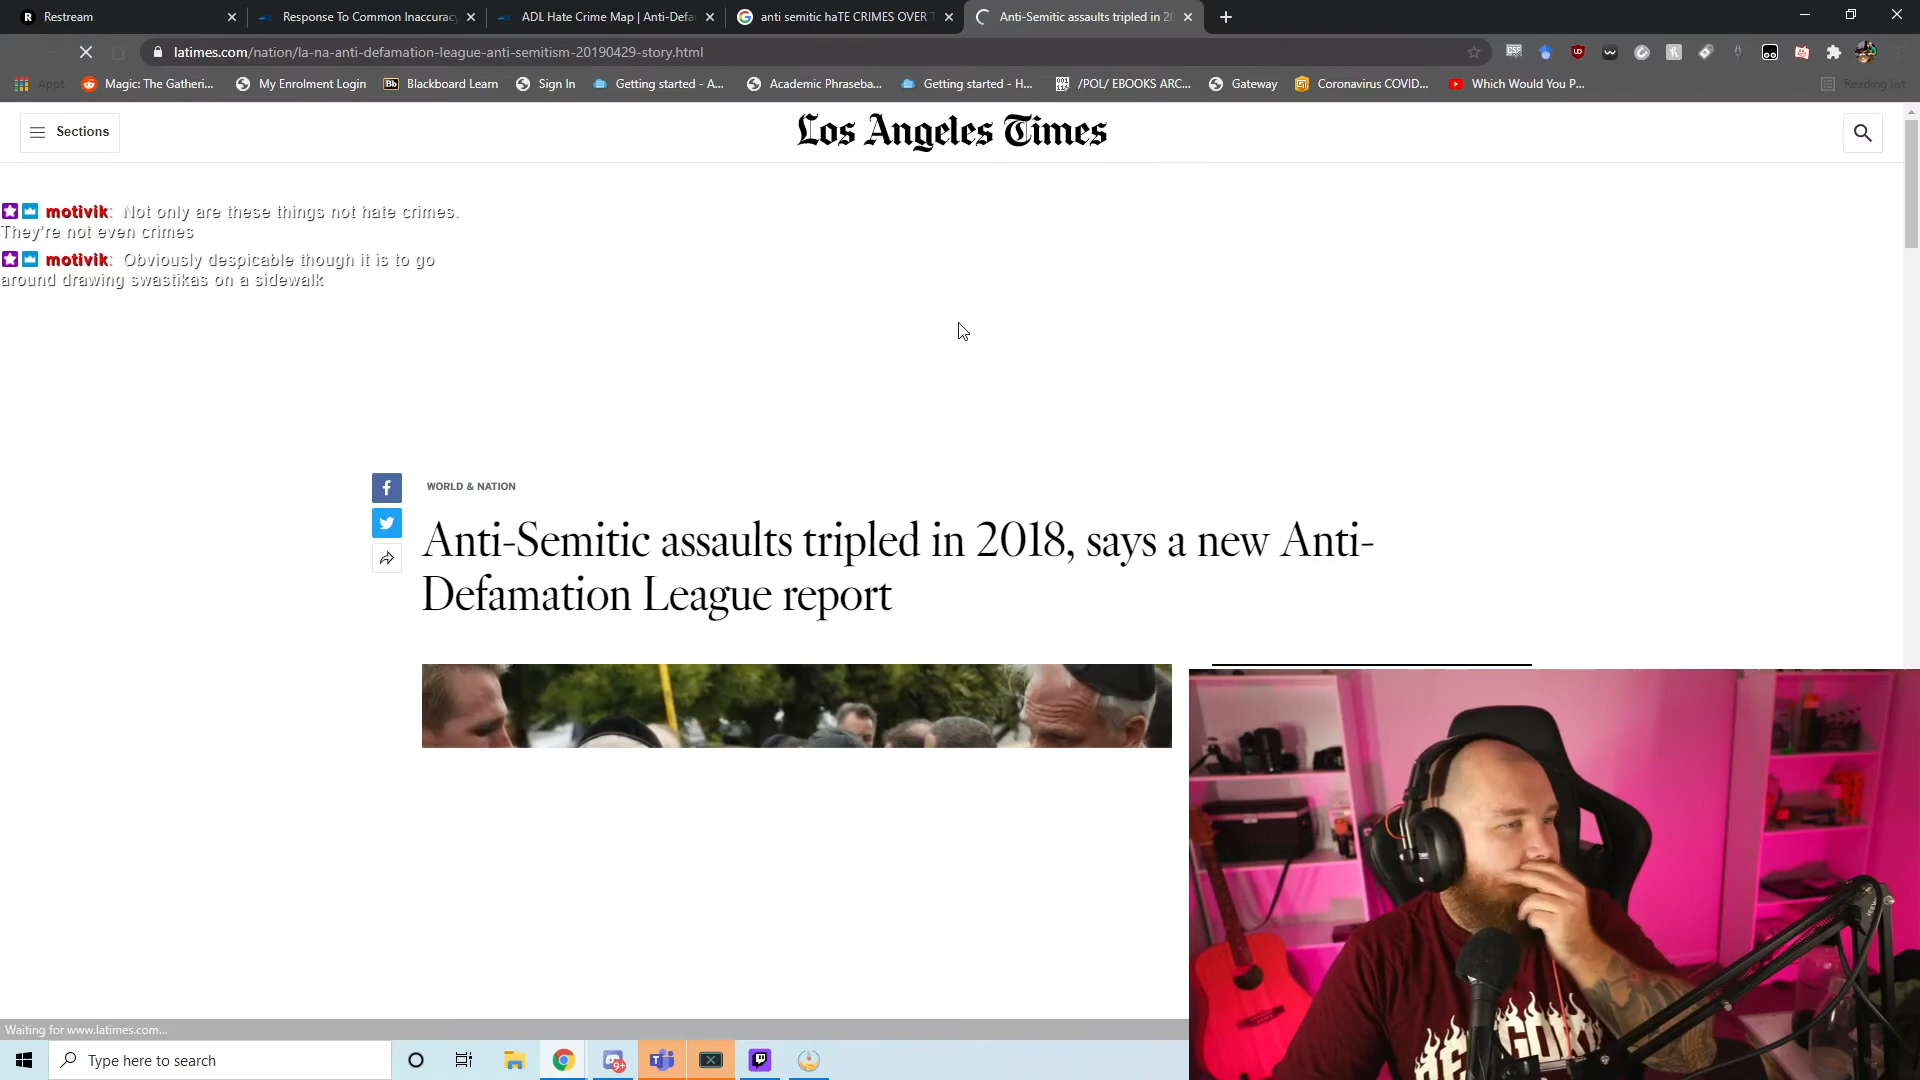 Restream
Response To Common Inaccuracy
ADL Hate Crime Map | Anti-Defa
anti semitic haTE CRIMES OVER T
Anti-Semitic assaults tripled in 20
latimes.com/nation/la-na-anti-defamation-league-anti-semitism-20190429-story.html
Apps
Magic: The Gatheri...
My Enrolment Login
Bb Blackboard Learn
Sign In
Getting started - A...
Academic Phraseba...
Getting started - H...
/POL/ EBOOKS ARC...
Gateway
Coronavirus COVID...
Which Would You P...
Reading list
Sections
Los Angeles Times
motivik: Not only are these things not hate crimes.
They're not even crimes
motivik: Obviously despicable though it is to go
around drawing swastikas on a sidewalk
WORLD & NATION
Anti-Semitic assaults tripled in 2018, says a new Anti-
Defamation League report
Waiting for www.latimes.com...
Type here to search